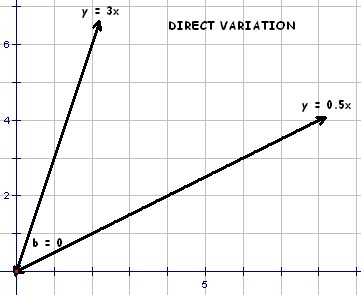 y = 3x
DIRECT VARIATION
6
y = 0.5x
4
2
b = 0
5